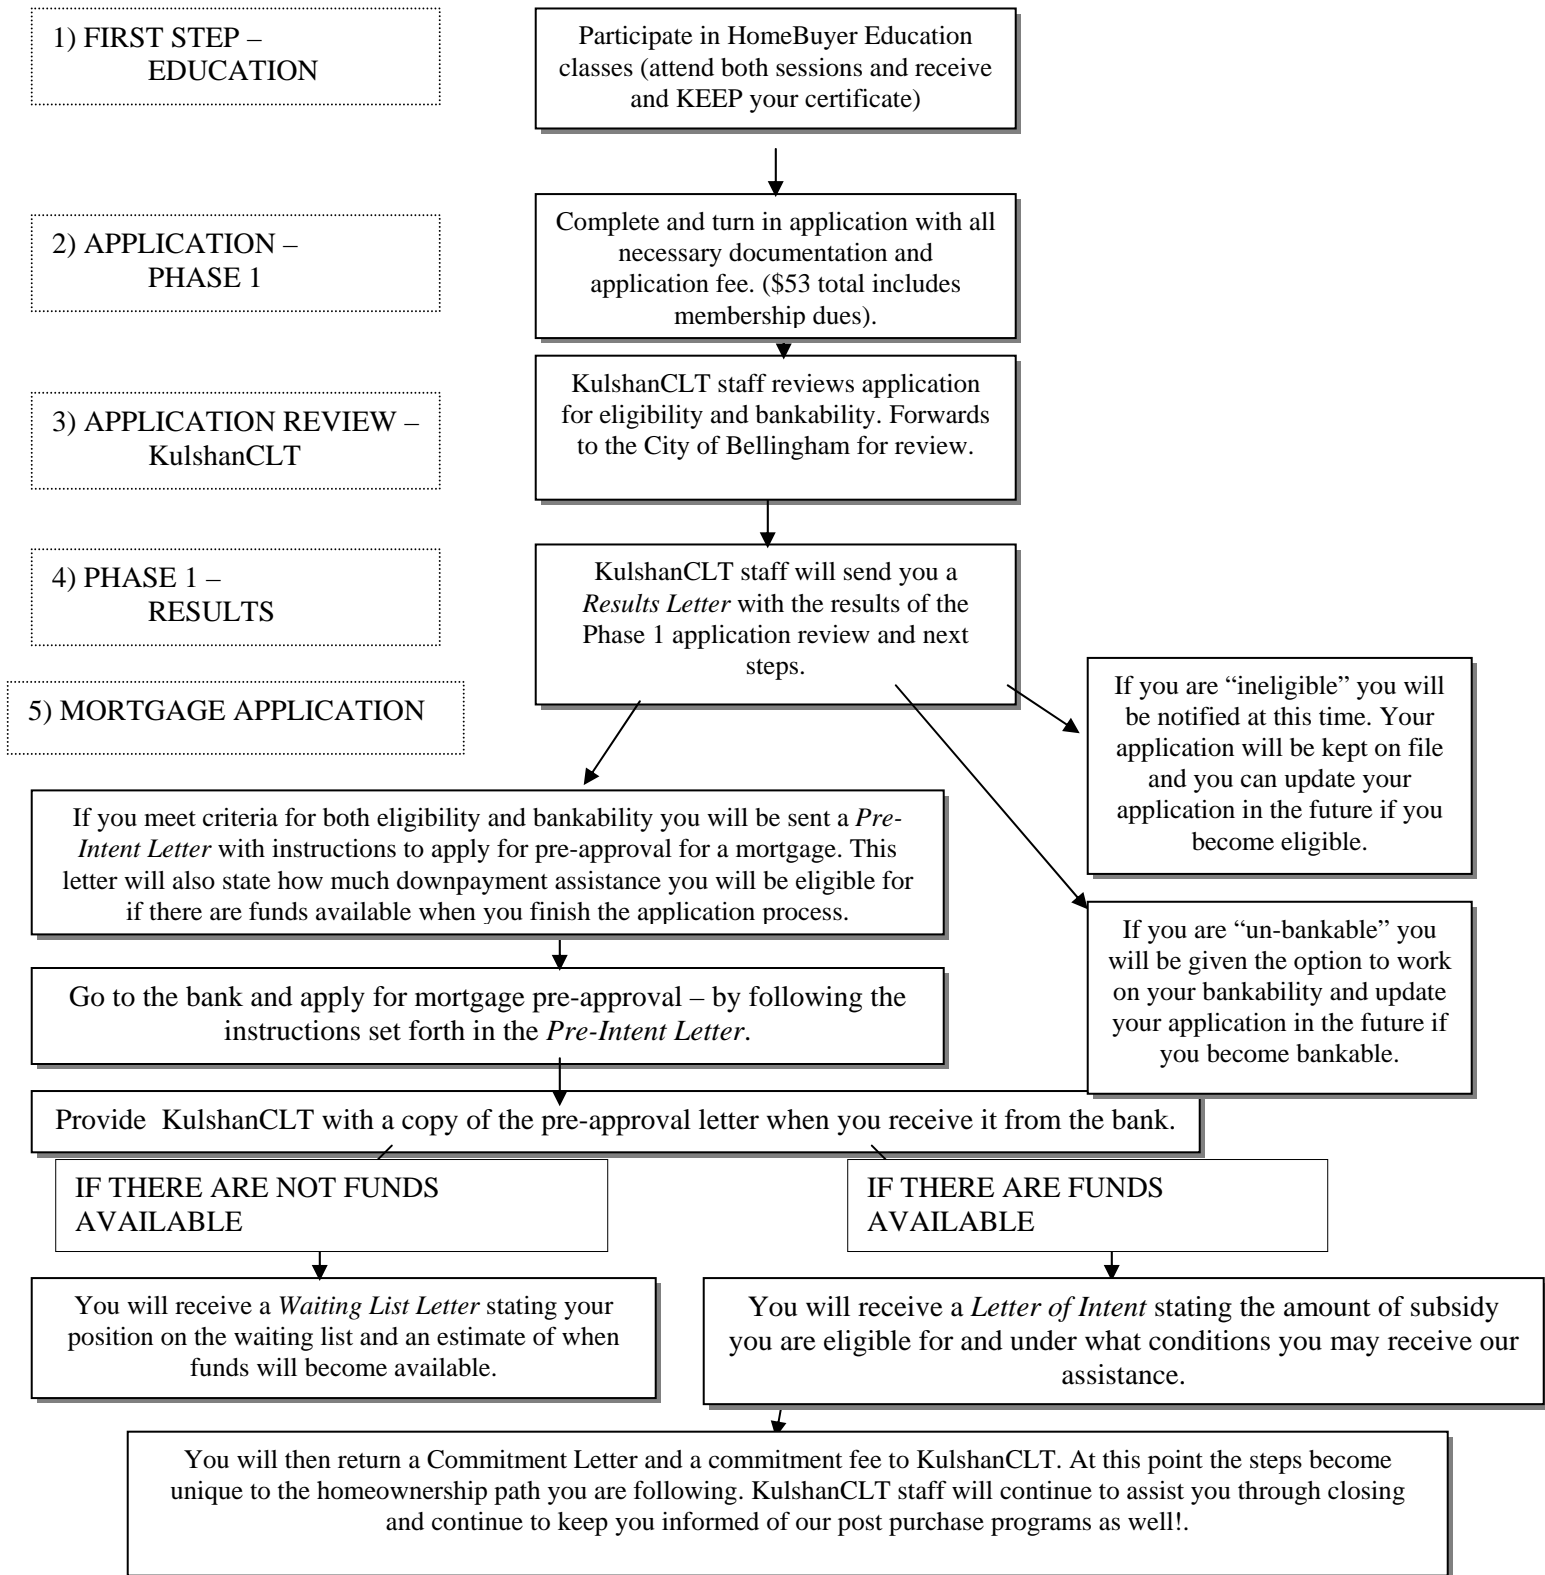 1) FIRST STEP –
EDUCATION
Participate in HomeBuyer Education
classes (attend both sessions and receive
and KEEP your certificate)
2) APPLICATION –
PHASE 1
Complete and turn in application with all
necessary documentation and
application fee. ($53 total includes
membership dues).
3) APPLICATION REVIEW –
KulshanCLT
KulshanCLT staff reviews application
for eligibility and bankability. Forwards
to the City of Bellingham for review.
4) PHASE 1 –
RESULTS
KulshanCLT staff will send you a
Results Letter with the results of the
Phase 1 application review and next
steps.
5) MORTGAGE APPLICATION
If you are “ineligible” you will
be notified at this time. Your
application will be kept on file
and you can update your
application in the future if you
become eligible.
If you meet criteria for both eligibility and bankability you will be sent a Pre-
Intent Letter with instructions to apply for pre-approval for a mortgage. This
letter will also state how much downpayment assistance you will be eligible for
if there are funds available when you finish the application process.
If you are “un-bankable” you
will be given the option to work
on your bankability and update
your application in the future if
you become bankable.
Go to the bank and apply for mortgage pre-approval – by following the
instructions set forth in the Pre-Intent Letter.
Provide  KulshanCLT with a copy of the pre-approval letter when you receive it from the bank.
IF THERE ARE NOT FUNDS
AVAILABLE
IF THERE ARE FUNDS
AVAILABLE
You will receive a Waiting List Letter stating your
position on the waiting list and an estimate of when
funds will become available.
You will receive a Letter of Intent stating the amount of subsidy
you are eligible for and under what conditions you may receive our
assistance.
You will then return a Commitment Letter and a commitment fee to KulshanCLT. At this point the steps become
unique to the homeownership path you are following. KulshanCLT staff will continue to assist you through closing
and continue to keep you informed of our post purchase programs as well!.